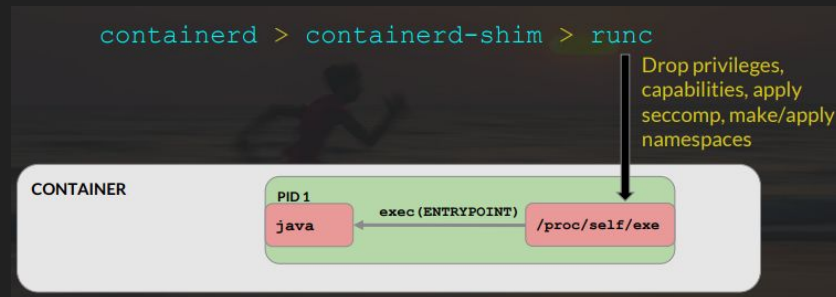 containerd > containerd-shim > runc
Drop privileges,
capabilities, apply
seccomp, make/apply
namespaces
CONTAINER
PID 1
java
exec(ENTRYPOINT)
/proc/self/exe